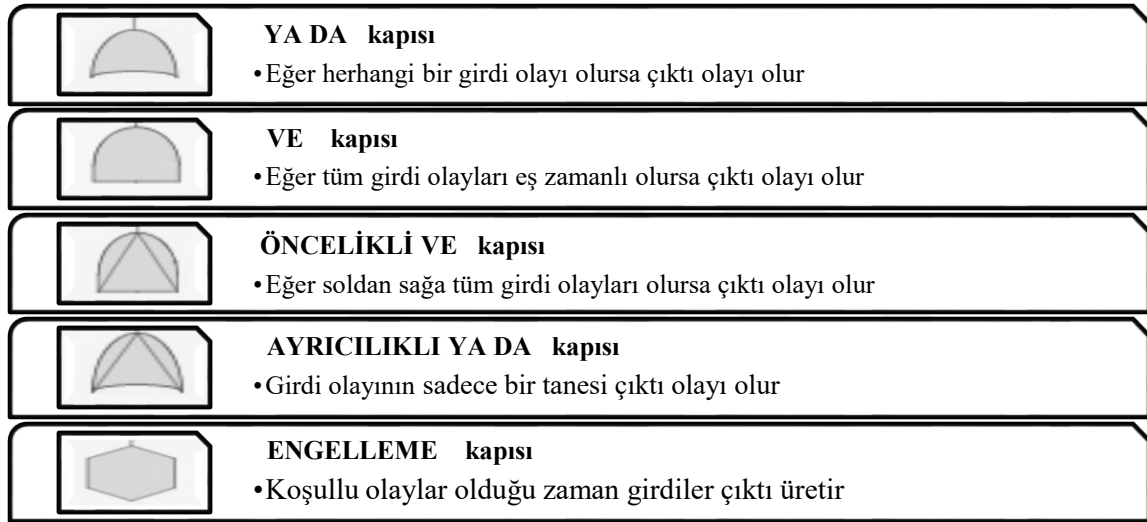 YA DA kapısı
•Eğer herhangi bir girdi olayı olursa çıktı olayı olur
VE kapısı
•Eğer tüm girdi olayları eş zamanlı olursa çıktı olayı olur
ÖNCELİKLİ VE kapısı
•Eğer soldan sağa tüm girdi olayları olursa çıktı olayı olur
AYRICILIKLI YA DA kapısı
•Girdi olayının sadece bir tanesi çıktı olayı olur
ENGELLEME kapısı
•Koşullu olaylar olduğu zaman girdiler çıktı üretir